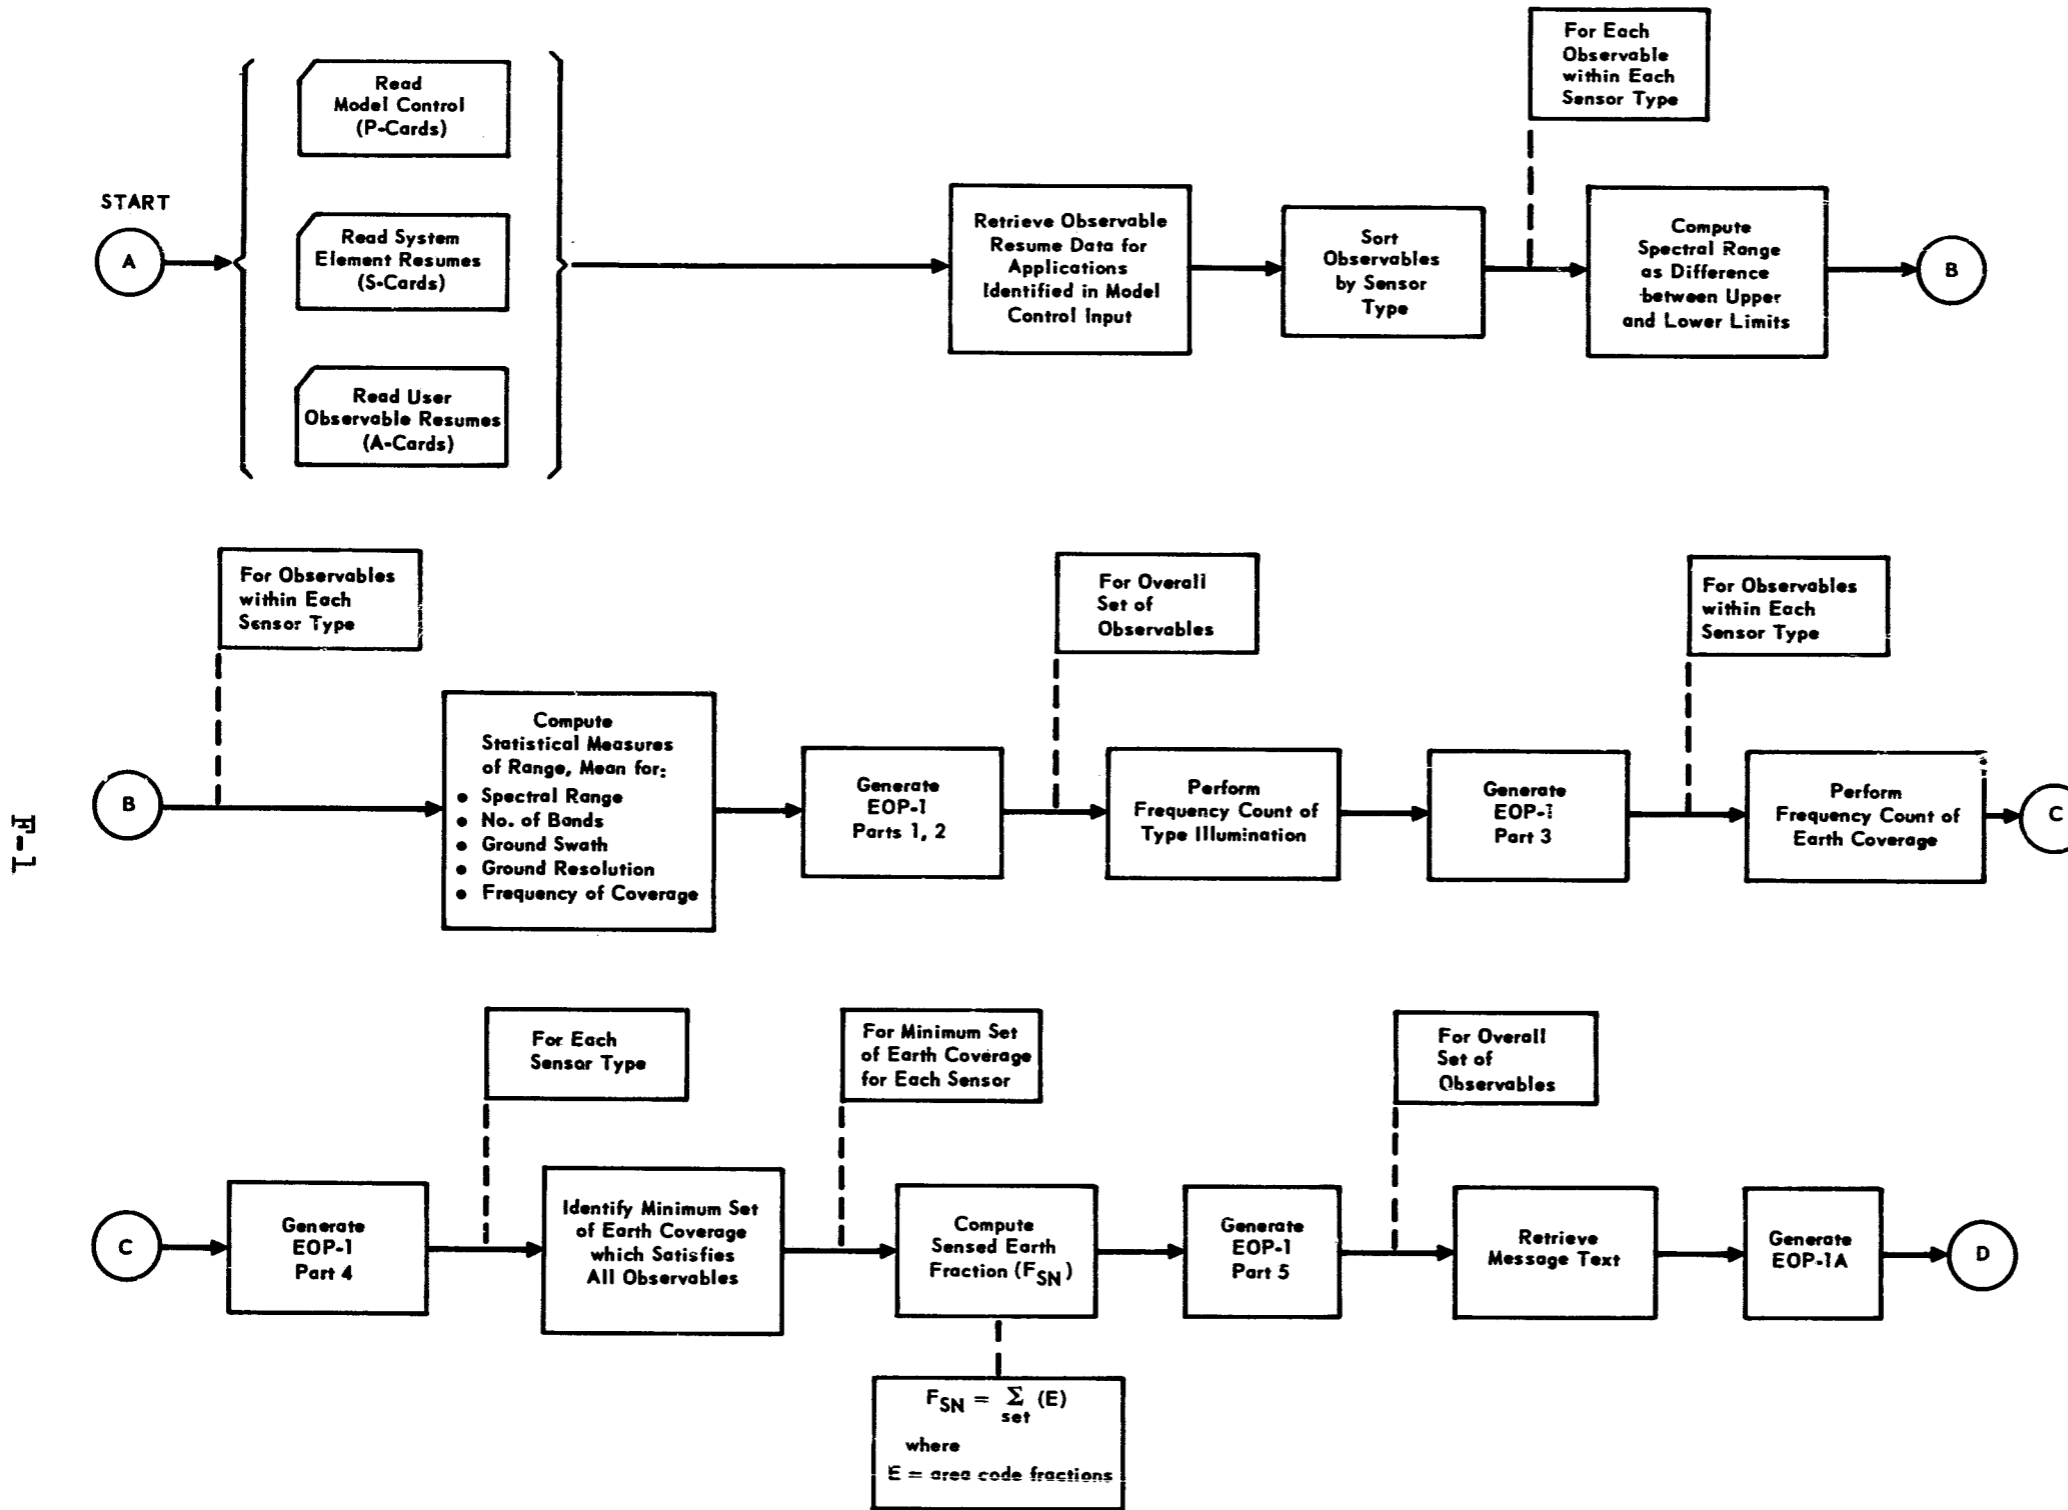 START
A
Read
Model Control
(P-Cards)
Read System
Element Resumes
(S-Cards)
Read User
Observable Resumes
(A-Cards)
Retrieve Observable
Resume Data for
Applications
Identified in Model
Control Input
Sort
Observables
by Sensor
Type
For Each
Observable
within Each
Sensor Type
Compute
Spectral Range
as Difference
between Upper
and Lower Limits
B
B
For Observables
within Each
Sensor Type
Compute
Statistical Measures
of Range, Mean for:
• Spectral Range
• No. of Bands
• Ground Swath
• Ground Resolution
• Frequency of Coverage
Generate
EOP-1
Parts 1, 2
For Overall
Set of
Observables
Perform
Frequency Count of
Type Illumination
Generate
EOP-1
Part 3
For Observables
within Each
Sensor Type
Perform
Frequency Count of
Earth Coverage
C
F-1
C
Generate
EOP-1
Part 4
For Each
Sensor Type
Identify Minimum Set
of Earth Coverage
which Satisfies
All Observables
For Minimum Set
of Earth Coverage
for Each Sensor
Compute
Sensed Earth
Fraction (F_SN)
F_SN = Σ (E)
set
where
E = area code fractions
Generate
EOP-1
Part 5
For Overall
Set of
Observables
Retrieve
Message Text
Generate
EOP-1A
D